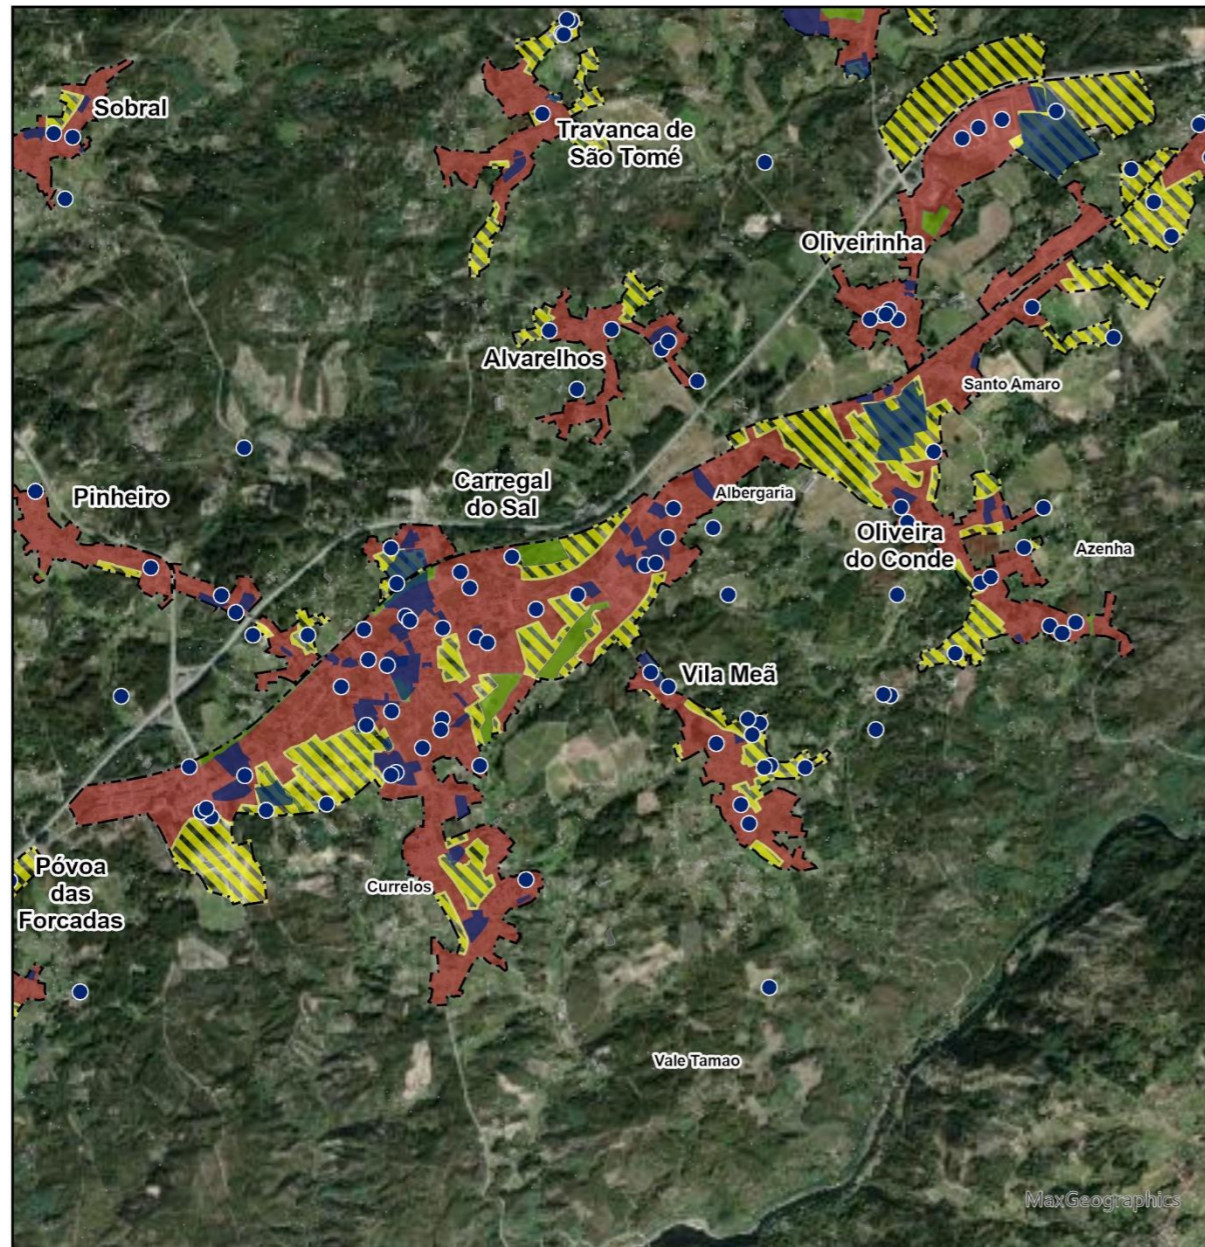 Sobral
Travanca de
São Tomé
Oliveirinha
Alvarelhos
Santo Amaro
Carregal
do Sal
Pinheiro
Albergaria
Oliveira
do Conde
Azenha
Vila Meã
Póvoa
das
Forcadas
Currelos
Vale Tamao
MaxGeographics